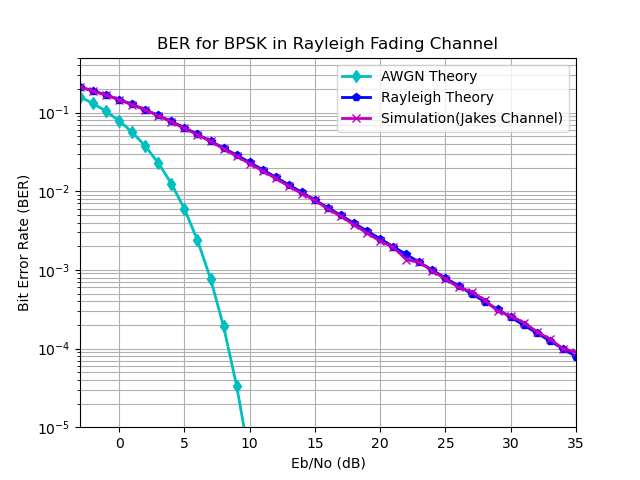 BER for BPSK in Rayleigh Fading Channel
AWGN Theory
Rayleigh Theory
Simulation(Jakes Channel)
Bit Error Rate (BER)
10⁻¹
10⁻²
10⁻³
10⁻⁴
10⁻⁵
0 5 10 15 20 25 30 35
Eb/No (dB)